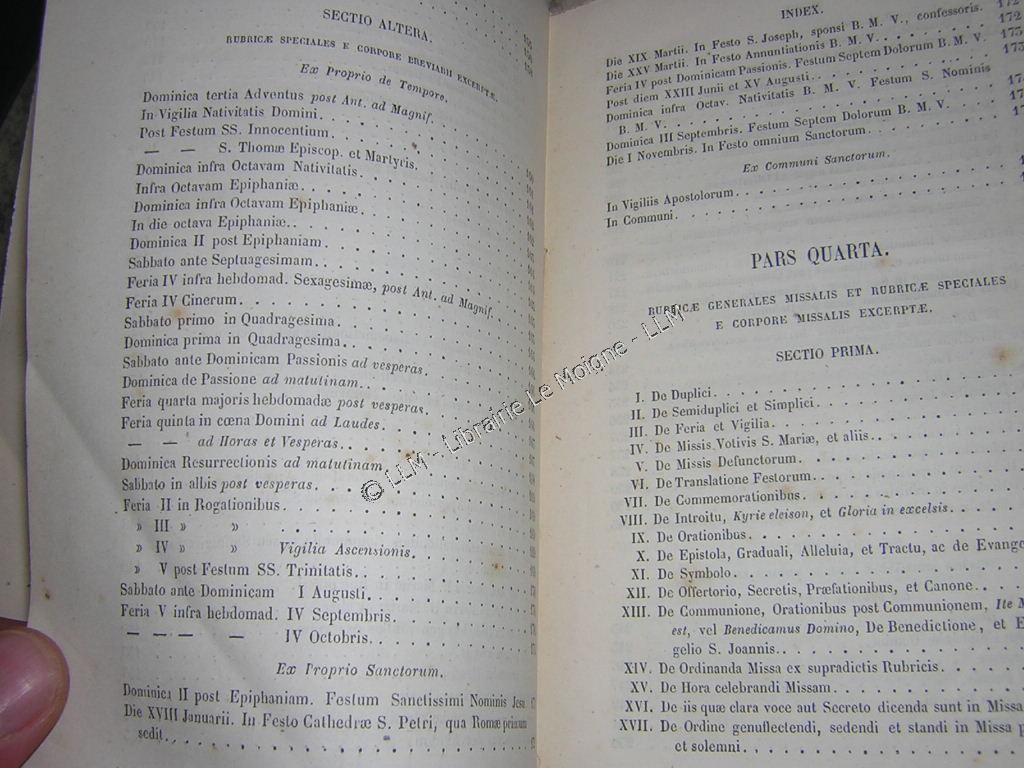 SECTIO ALTERA.
RUBRICÆ SPECIALES E CORPORE BREVIARII EXCERPTÆ.
Ex Proprio de Tempore.
Dominica tertia Adventus post Ant. ad Magnif.
In Vigilia Nativitatis Domini
Post Festum SS. Innocentium
— — S. Thomæ Episcop. et Martyris.
Dominica infra Octavam Nativitatis
Infra Octavam Epiphaniæ
Dominica infra Octavam Epiphaniæ
In die octava Epiphaniæ
Dominica II post Epiphaniam
Sabbato ante Septuagesimam
Feria IV infra hebdomad. Sexagesimæ, post Ant. ad Magnif.
Feria IV Cinerum
Sabbato primo in Quadragesima
Dominica prima in Quadragesima
Sabbato ante Dominicam Passionis ad vesperas
Dominica de Passione ad matutinam
Feria quarta majoris hebdomadæ post vesperas
Feria quinta in cœna Domini ad Laudes
— — ad Horas et Vesperas
Dominica Resurrectionis ad matutinam
Sabbato in albis post vesperas
Feria II in Rogationibus
» III » »
» IV » » Vigilia Ascensionis
» V post Festum SS. Trinitatis
Sabbato ante Dominicam I Augusti
Feria V infra hebdomad. IV Septembris
— — — — IV Octobris
Ex Proprio Sanctorum.
Dominica II post Epiphaniam. Festum Sanctissimi Nominis Jesu
Die XVIII Januarii. In Festo Cathedræ S. Petri, qua Romæ primum
sedit
INDEX.
Die XIX Martii. In Festo S. Joseph, sponsi B. M. V., confessoris. 172
Die XXV Martii. In Festo Annuntiationis B. M. V. 172
Feria IV post Dominicam Passionis. Festum Septem Dolorum B. M. V. 173
Post diem XXIII Junii et XV Augusti
Dominica infra Octav. Nativitatis B. M. V. Festum S. Nominis
B. M. V.
Dominica III Septembris. Festum Septem Dolorum B. M. V.
Die I Novembris. In Festo omnium Sanctorum
Ex Communi Sanctorum.
In Vigiliis Apostolorum
In Communi
PARS QUARTA.
RUBRICÆ GENERALES MISSALIS ET RUBRICÆ SPECIALES
E CORPORE MISSALIS EXCERPTÆ.
SECTIO PRIMA.
I. De Duplici
II. De Semiduplici et Simplici
III. De Feria et Vigilia
IV. De Missis Votivis S. Mariæ, et aliis
V. De Missis Defunctorum
VI. De Translatione Festorum
VII. De Commemorationibus
VIII. De Introitu, Kyrie eleison, et Gloria in excelsis
IX. De Orationibus
X. De Epistola, Graduali, Alleluia, et Tractu, ac de Evange
XI. De Symbolo
XII. De Offertorio, Secretis, Præfationibus, et Canone
XIII. De Communione, Orationibus post Communionem, Ite M
est, vel Benedicamus Domino, De Benedictione, et E
gelio S. Joannis
XIV. De Ordinanda Missa ex supradictis Rubricis
XV. De Hora celebrandi Missam
XVI. De iis quæ clara voce aut Secreto dicenda sunt in Missa
XVII. De Ordine genuflectendi, sedendi et standi in Missa p
et solemni
© LLM - Librairie Le Moigne - LLM